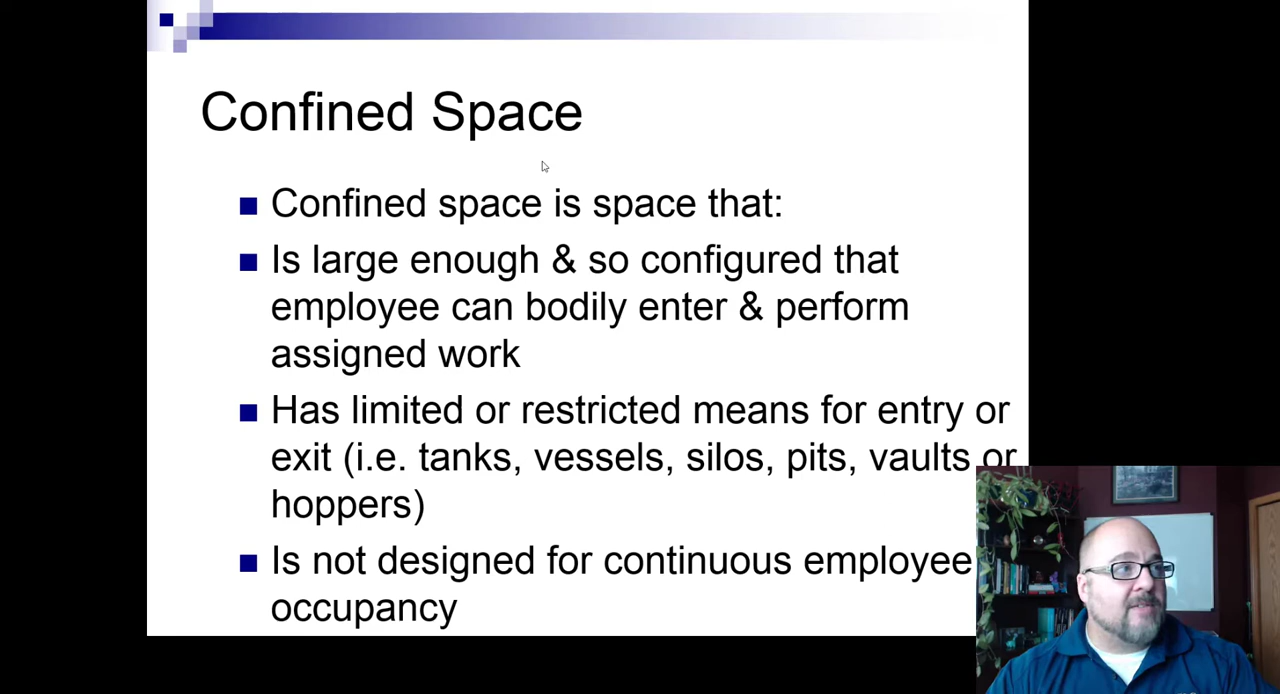 Confined Space
Confined space is space that:
Is large enough & so configured that
employee can bodily enter & perform
assigned work
Has limited or restricted means for entry or
exit (i.e. tanks, vessels, silos, pits, vaults or
hoppers)
Is not designed for continuous employee
occupancy